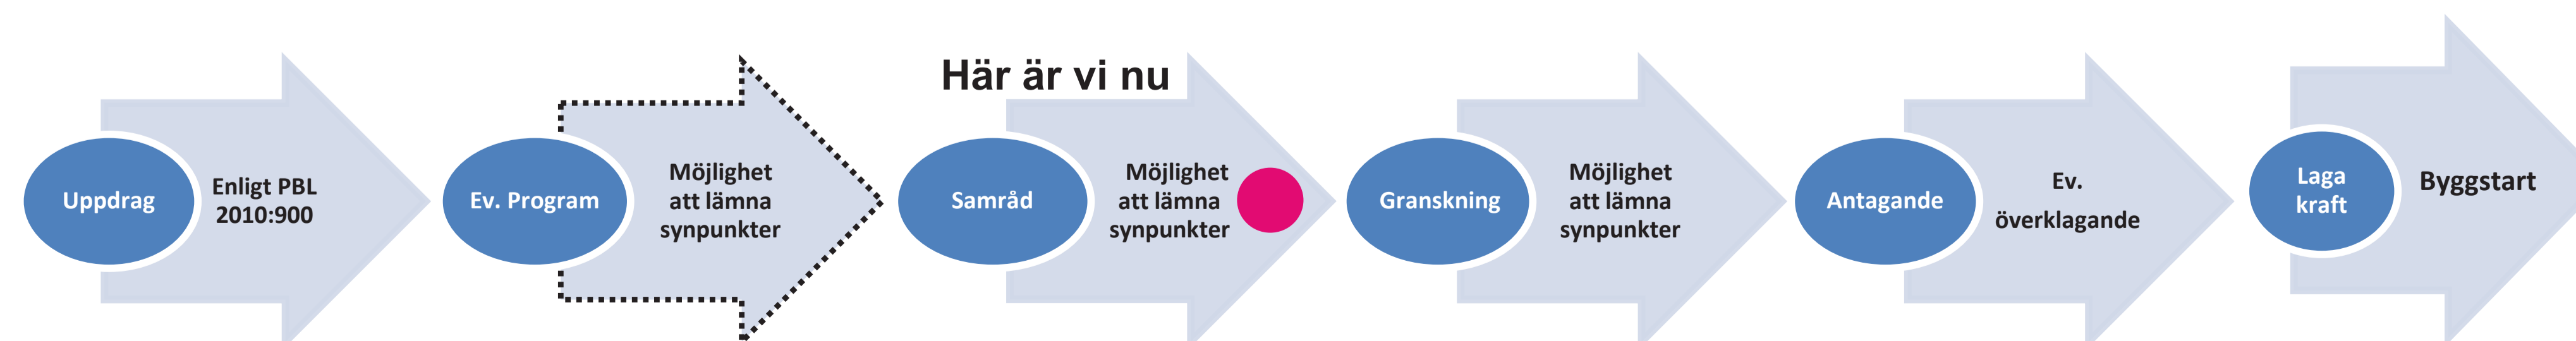 Här är vi nu
Uppdrag
Enligt PBL
2010:900
Ev. Program
Möjlighet
att lämna
synpunkter
Samråd
Möjlighet
att lämna
synpunkter
Granskning
Möjlighet
att lämna
synpunkter
Antagande
Ev.
överklagande
Laga
kraft
Byggstart